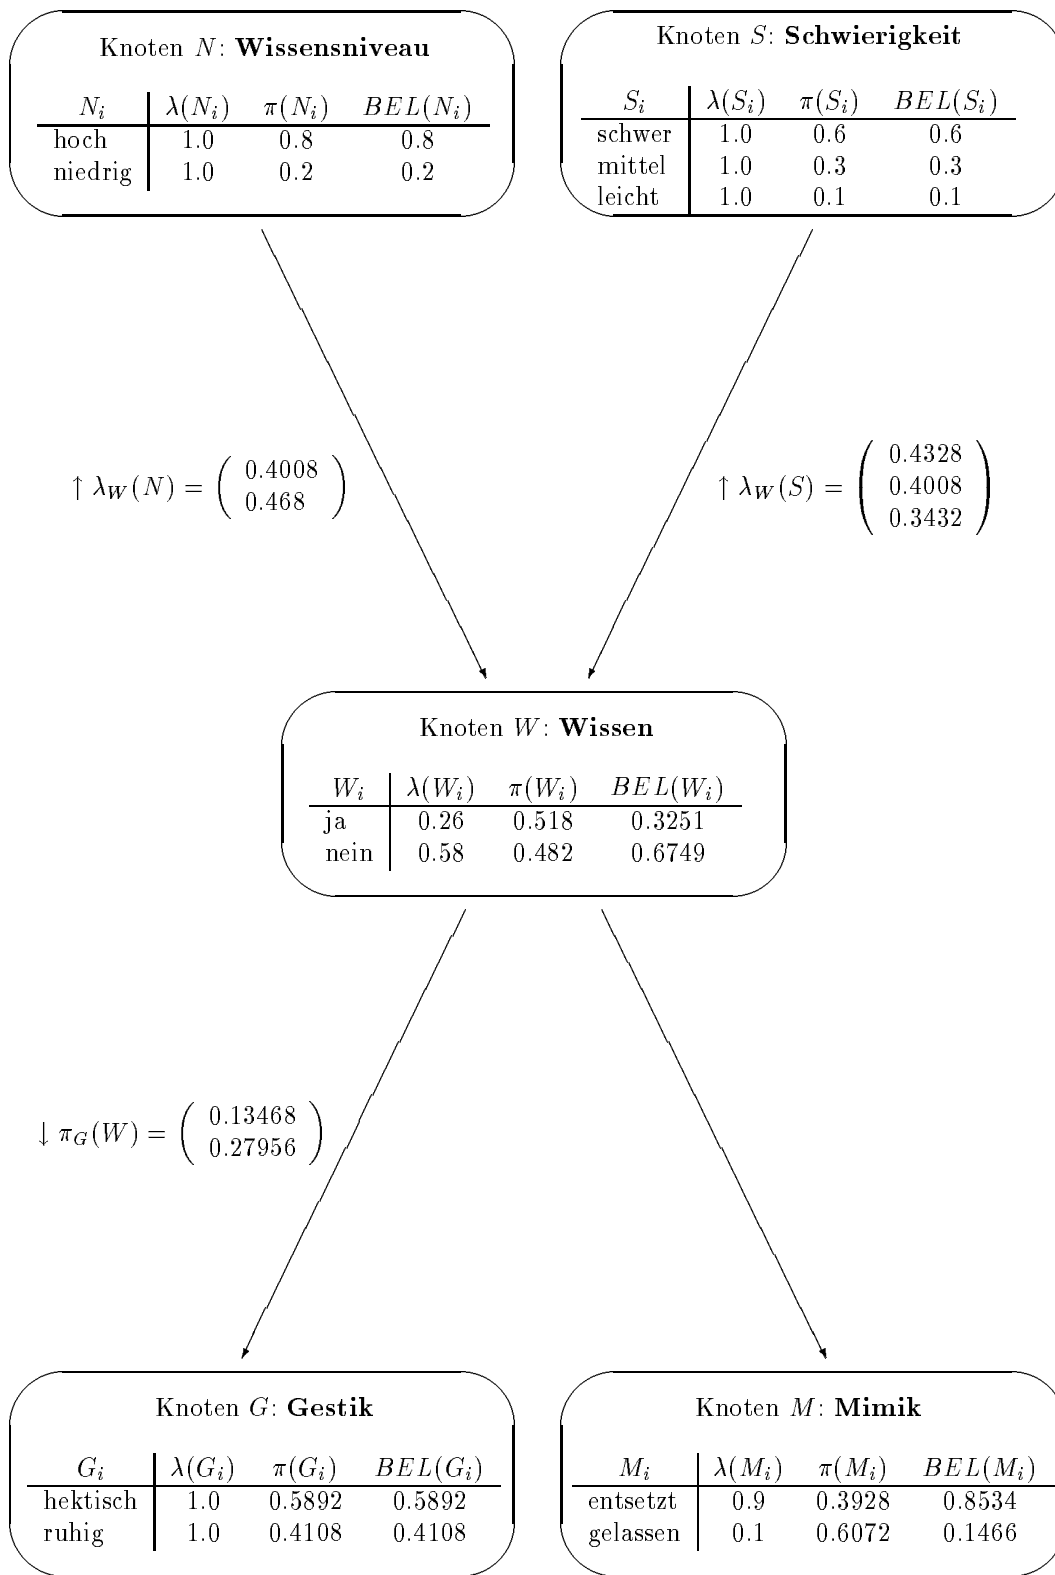 Knoten N: Wissensniveau
N_i λ(N_i) π(N_i) BEL(N_i)
hoch 1.0 0.8 0.8
niedrig 1.0 0.2 0.2
Knoten S: Schwierigkeit
S_i λ(S_i) π(S_i) BEL(S_i)
schwer 1.0 0.6 0.6
mittel 1.0 0.3 0.3
leicht 1.0 0.1 0.1
↑ λ_W(N) = ( 0.4008
0.468 )
↑ λ_W(S) = ( 0.4328
0.4008
0.3432 )
Knoten W: Wissen
W_i λ(W_i) π(W_i) BEL(W_i)
ja 0.26 0.518 0.3251
nein 0.58 0.482 0.6749
↓ π_G(W) = ( 0.13468
0.27956 )
Knoten G: Gestik
G_i λ(G_i) π(G_i) BEL(G_i)
hektisch 1.0 0.5892 0.5892
ruhig 1.0 0.4108 0.4108
Knoten M: Mimik
M_i λ(M_i) π(M_i) BEL(M_i)
entsetzt 0.9 0.3928 0.8534
gelassen 0.1 0.6072 0.1466